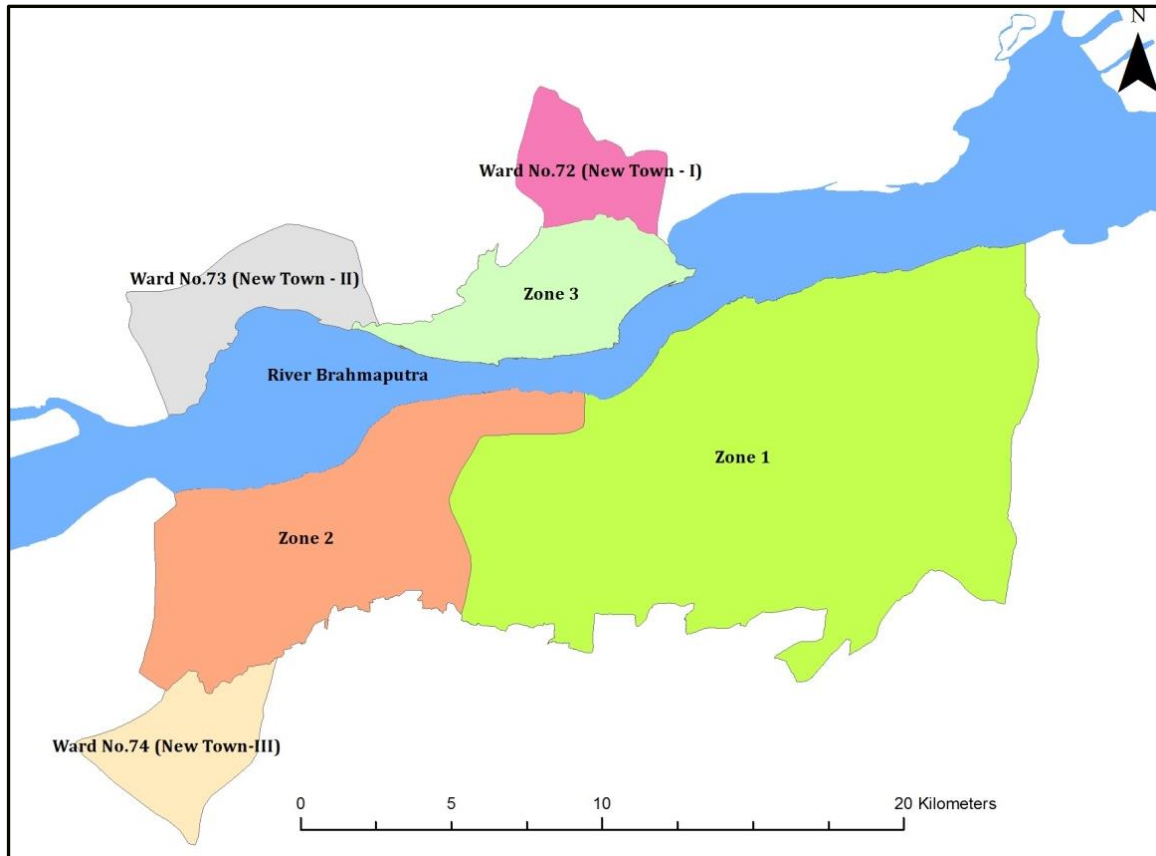 N
Ward No.72 (New Town - I)
Ward No.73 (New Town - II)
Zone 3
River Brahmaputra
Zone 1
Zone 2
Ward No.74 (New Town-III)
0 5 10 20 Kilometers